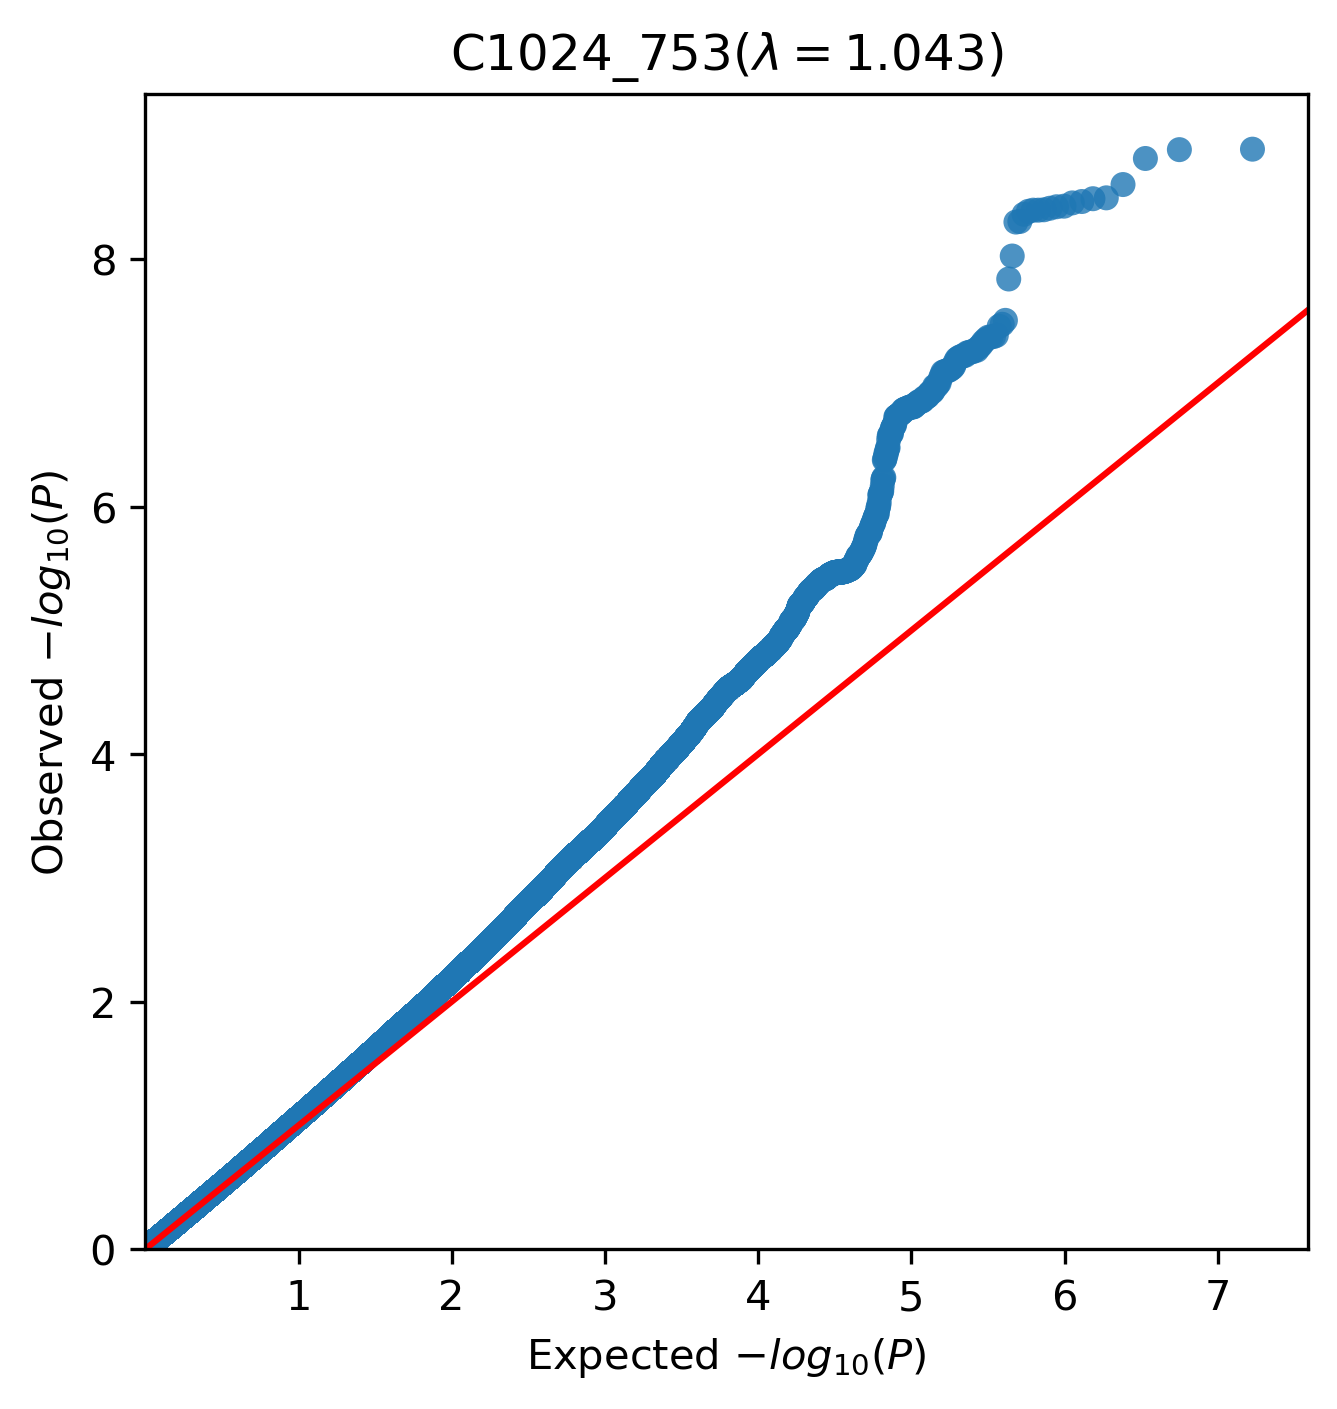 C1024_753(λ = 1.043)
Observed −log₁₀(P)
8
6
4
2
0
1 2 3 4 5 6 7
Expected −log₁₀(P)